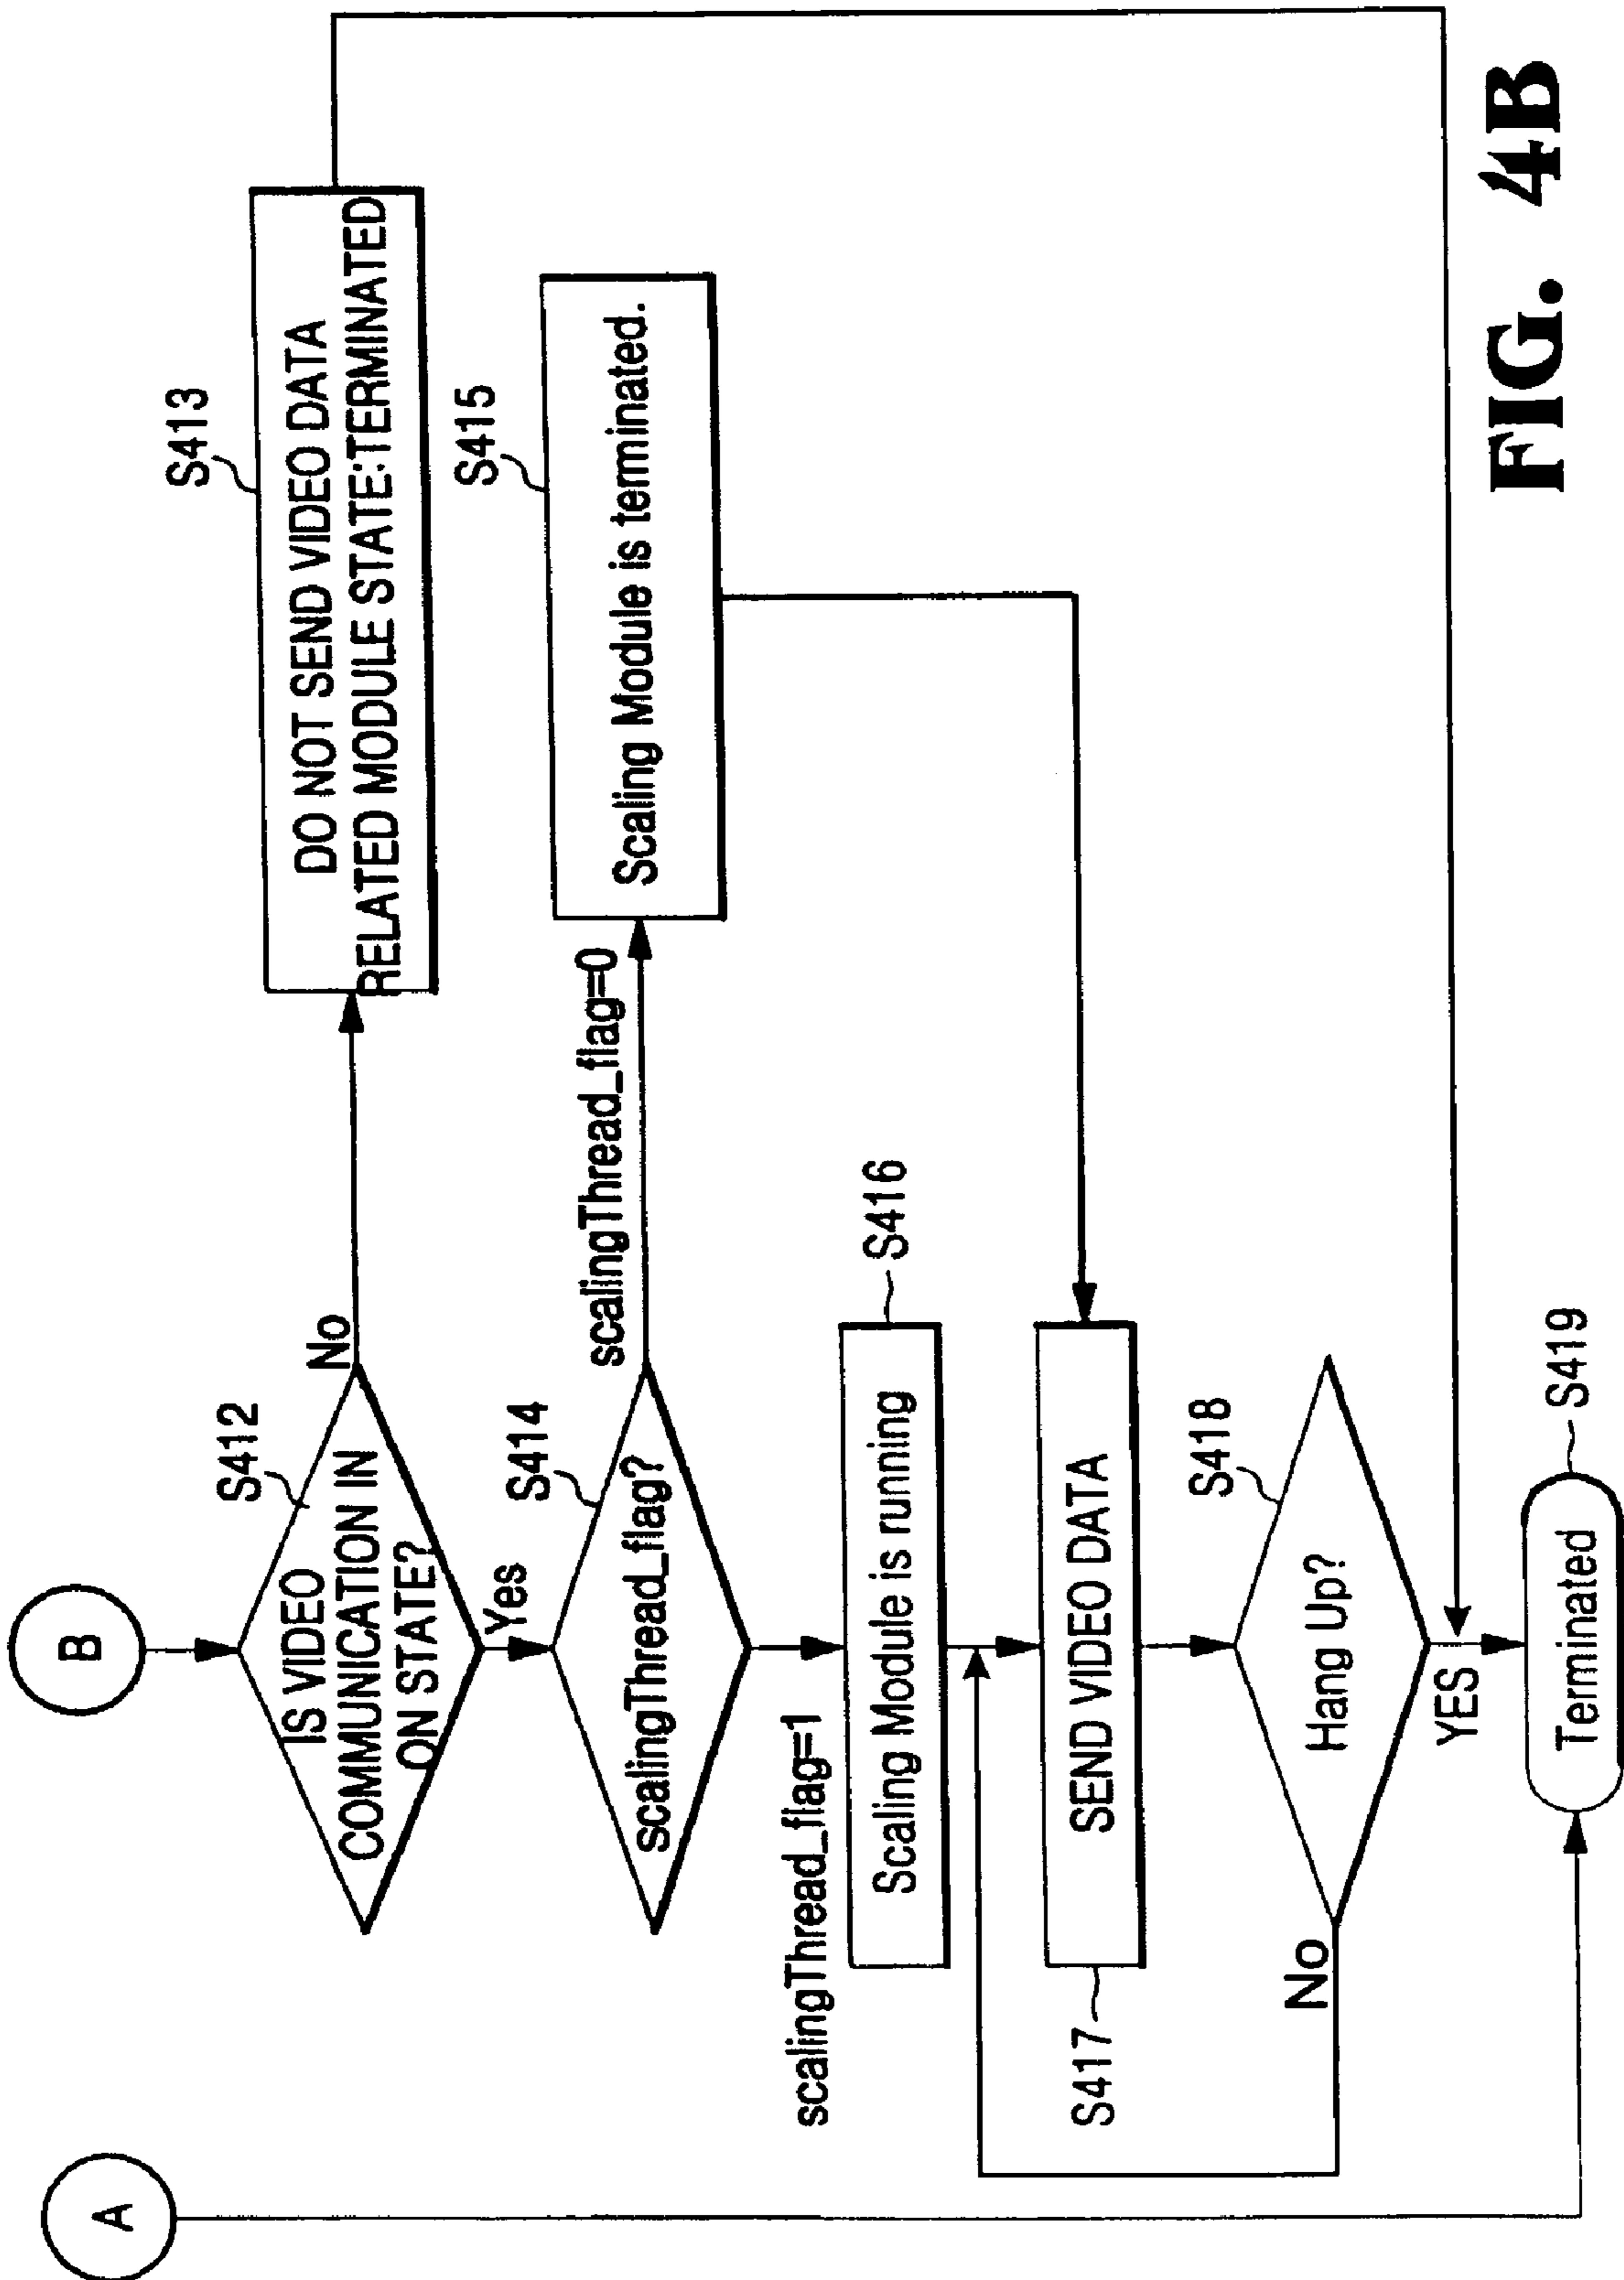 A
B
S412
IS VIDEO
COMMUNICATION IN
ON STATE?
No
Yes
S413
DO NOT SEND VIDEO DATA
RELATED MODULE STATE:TERMINATED
S414
scalingThread_flag?
scalingThread_flag=0
S415
Scaling Module is terminated.
scalingThread_flag=1
Scaling Module is running
S416
SEND VIDEO DATA
S417
S418
Hang Up?
No
YES
Terminated
S419
FIG. 4B